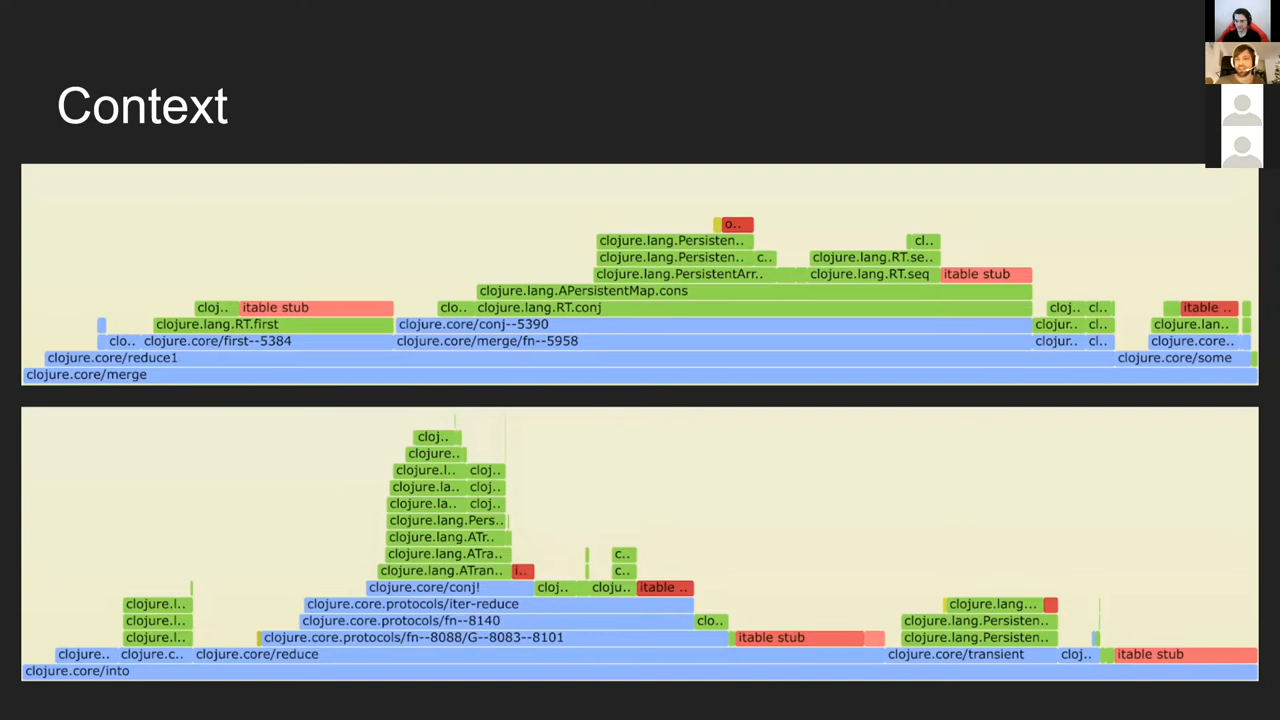 Context
o..
clojure.lang.Persisten.. cl..
clojure.lang.Persisten.. c.. clojure.lang.RT.se..
clojure.lang.PersistentArr.. clojure.lang.RT.seq itable stub
clojure.lang.APersistentMap.cons
cloj.. itable stub clo.. clojure.lang.RT.conj cloj.. cl.. itable ..
clojure.lang.RT.first clojure.core/conj--5390 clojur.. cl.. clojure.lan..
clo.. clojure.core/first--5384 clojure.core/merge/fn--5958 clojur.. cl.. clojure.core..
clojure.core/reduce1 clojure.core/some
clojure.core/merge
cloj..
clojure..
clojure.l.. cloj..
clojure.la.. cloj..
clojure.la.. cloj..
clojure.lang.Pers..
clojure.lang.ATr..
clojure.lang.ATra.. c..
clojure.lang.ATran.. i.. c..
clojure.core/conj! cloj.. cloju.. itable ..
clojure.l.. clojure.core.protocols/iter-reduce clojure.lang...
clojure.l.. clojure.core.protocols/fn--8140 clo.. clojure.lang.Persisten..
clojure.l.. clojure.core.protocols/fn--8088/G--8083--8101 itable stub clojure.lang.Persisten..
clojure.. clojure.c.. clojure.core/reduce clojure.core/transient cloj.. itable stub
clojure.core/into